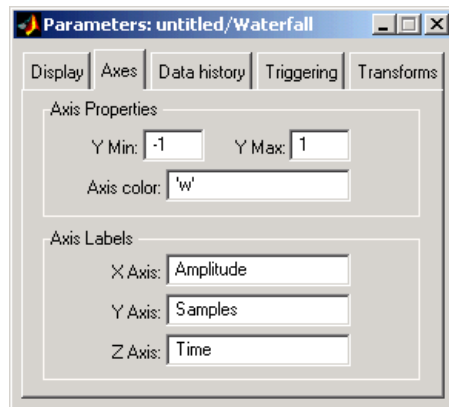 Parameters: untitled/Waterfall
Display Axes Data history Triggering Transforms
Axis Properties
Y Min: -1 Y Max: 1
Axis color: 'w'
Axis Labels
X Axis: Amplitude
Y Axis: Samples
Z Axis: Time